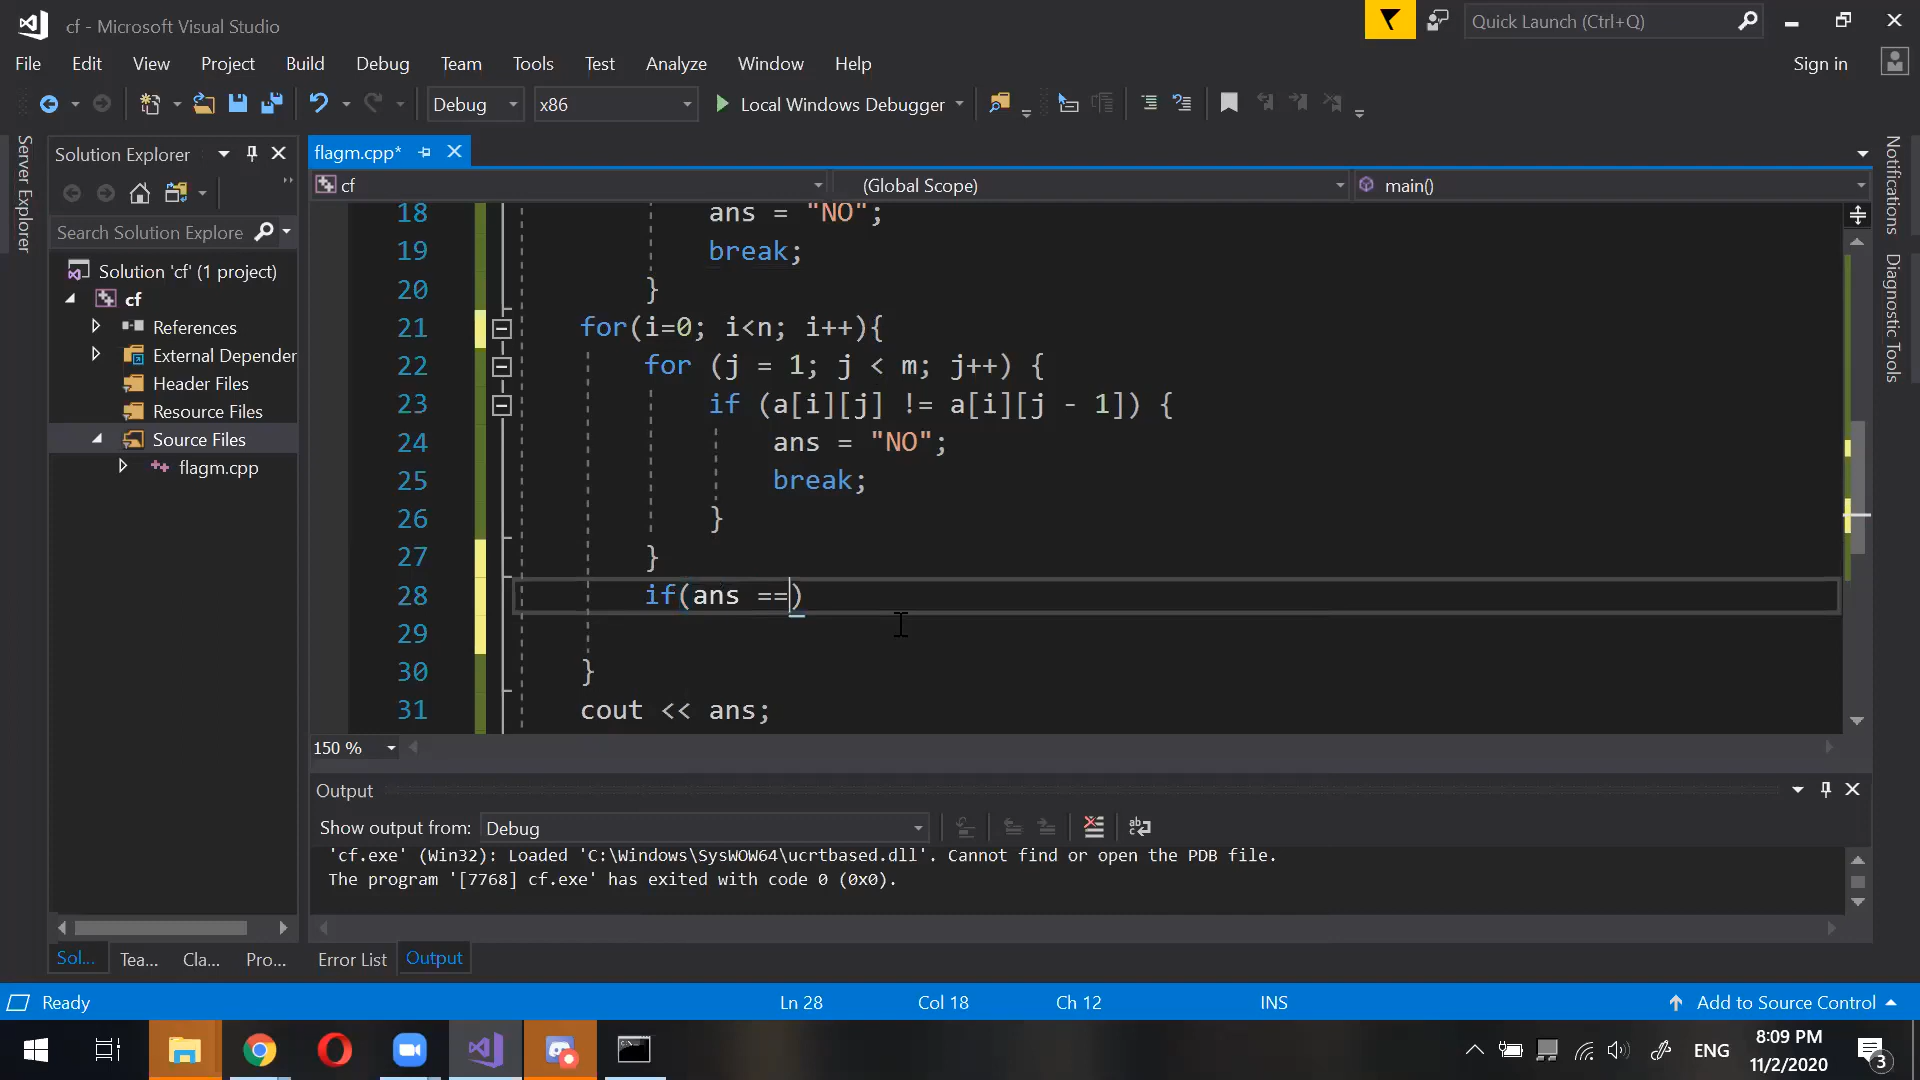 cf - Microsoft Visual Studio
Quick Launch (Ctrl+Q)
File Edit View Project Build Debug Team Tools Test Analyze Window Help
Sign in
Debug x86 Local Windows Debugger
Server Explorer
Solution Explorer
Search Solution Explore
Solution 'cf' (1 project)
cf
References
External Dependen
Header Files
Resource Files
Source Files
flagm.cpp
Sol... Tea... Cla... Pro...
flagm.cpp*
cf (Global Scope) main()
18 ans = "NO";
19 break;
20 }
21 for(i=0; i<n; i++){
22 for (j = 1; j < m; j++) {
23 if (a[i][j] != a[i][j - 1]) {
24 ans = "NO";
25 break;
26 }
27 }
28 if(ans ==)
29
30 }
31 cout << ans;
150 %
Output
Show output from: Debug
'cf.exe' (Win32): Loaded 'C:\Windows\SysWOW64\ucrtbased.dll'. Cannot find or open the PDB file.
The program '[7768] cf.exe' has exited with code 0 (0x0).
Error List Output
Notifications
Diagnostic Tools
Ready Ln 28 Col 18 Ch 12 INS Add to Source Control
ENG
8:09 PM
11/2/2020
3